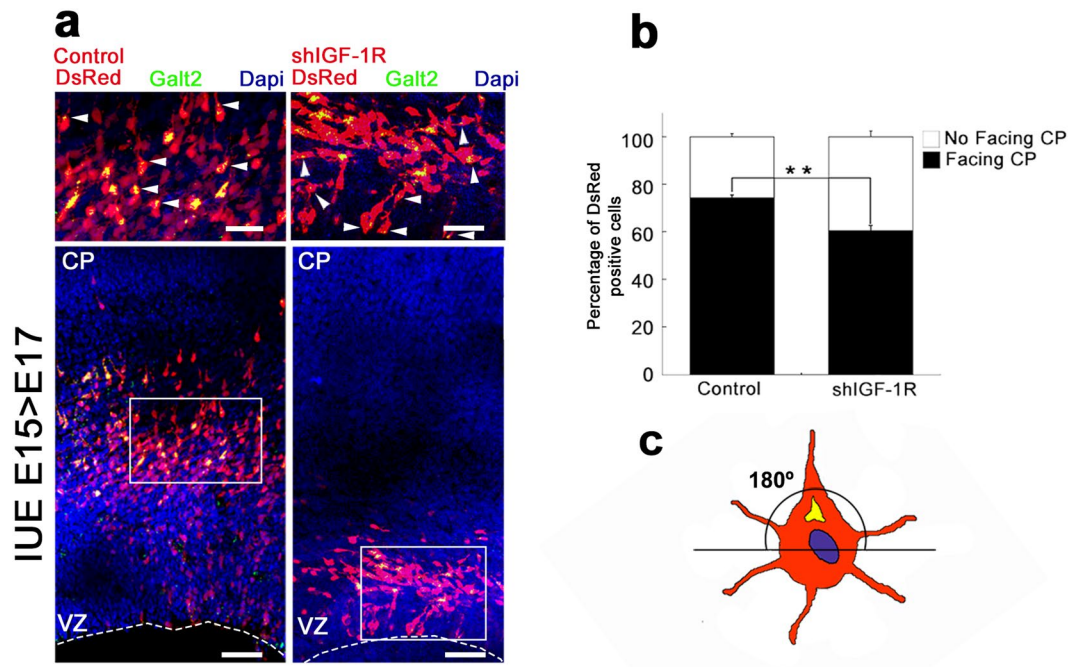 a
Control
DsRed Galt2 Dapi
shIGF-1R
DsRed Galt2 Dapi
CP
VZ
CP
VZ
IUE E15>E17
b
No Facing CP
Facing CP
Percentage of DsRed
positive cells
100
80
60
40
20
0
* *
Control
shIGF-1R
c
180º